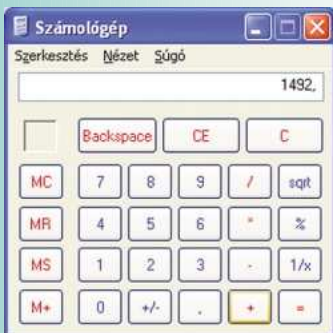 Számológép
Szerkesztés Nézet Súgó
1492,
Backspace CE C
MC 7 8 9 / sqrt
MR 4 5 6 * %
MS 1 2 3 - 1/x
M+ 0 +/- , + =